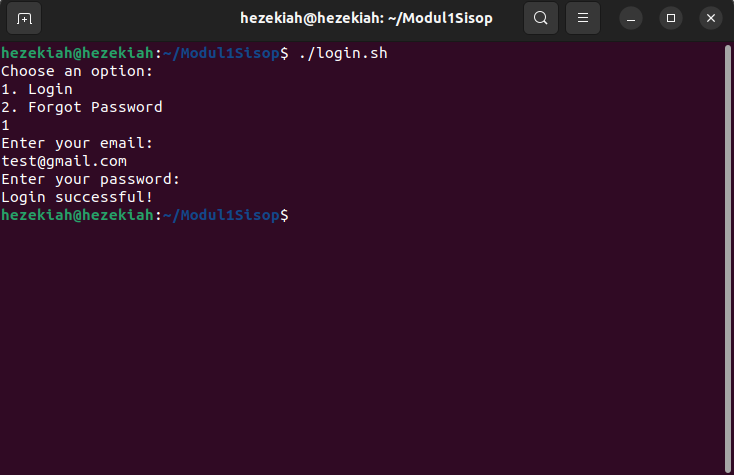 hezekiah@hezekiah: ~/Modul1Sisop
hezekiah@hezekiah:~/Modul1Sisop$ ./login.sh
Choose an option:
1. Login
2. Forgot Password
1
Enter your email:
test@gmail.com
Enter your password:
Login successful!
hezekiah@hezekiah:~/Modul1Sisop$